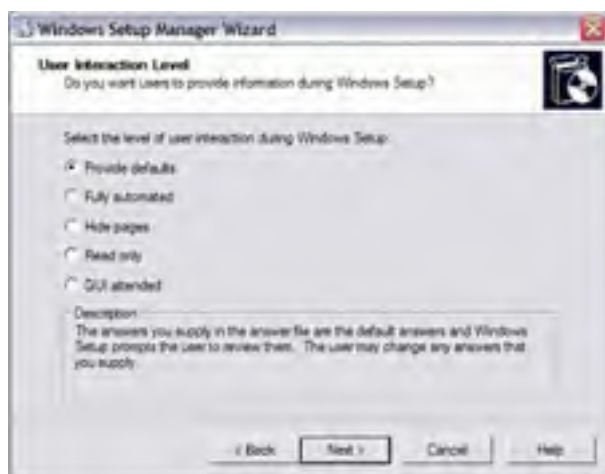 Windows Setup Manager Wizard
User Interaction Level
Do you want users to provide information during Windows Setup?
Select the level of user interaction during Windows Setup
Provide defaults
Fully automated
Hide pages
Read only
GUI attended
Description
The answers you supply in the answer file are the default answers and Windows
Setup prompts the user to review them. The user may change any answers that
you supply.
< Back
Next >
Cancel
Help